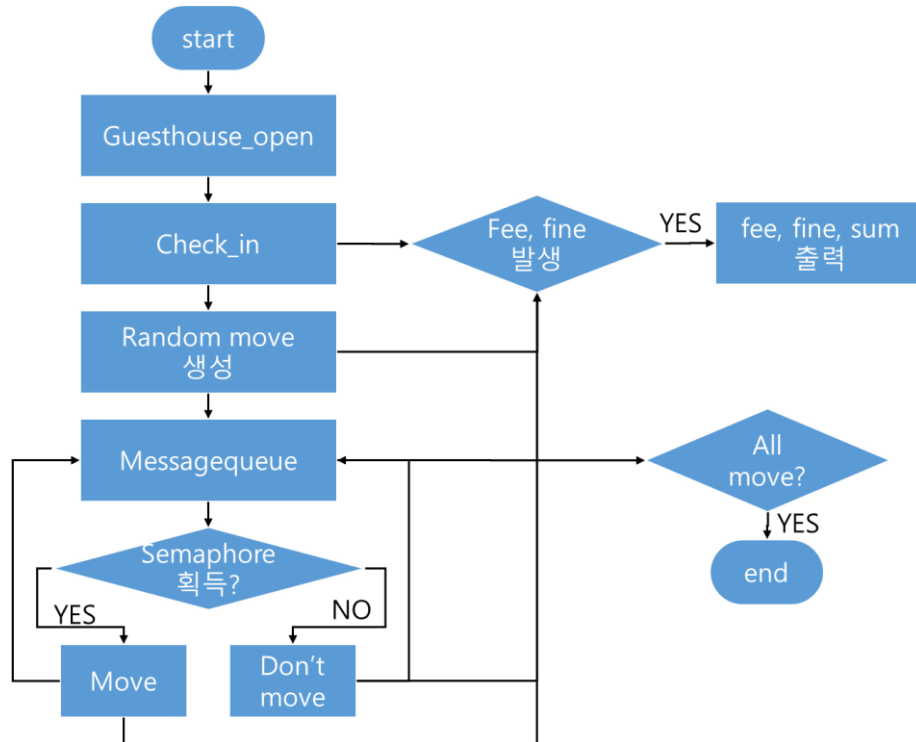 start
Guesthouse_open
Check_in
Fee, fine
발생
YES
fee, fine, sum
출력
Random move
생성
Messagequeue
All
move?
YES
end
Semaphore
획득?
YES
NO
Move
Don't
move